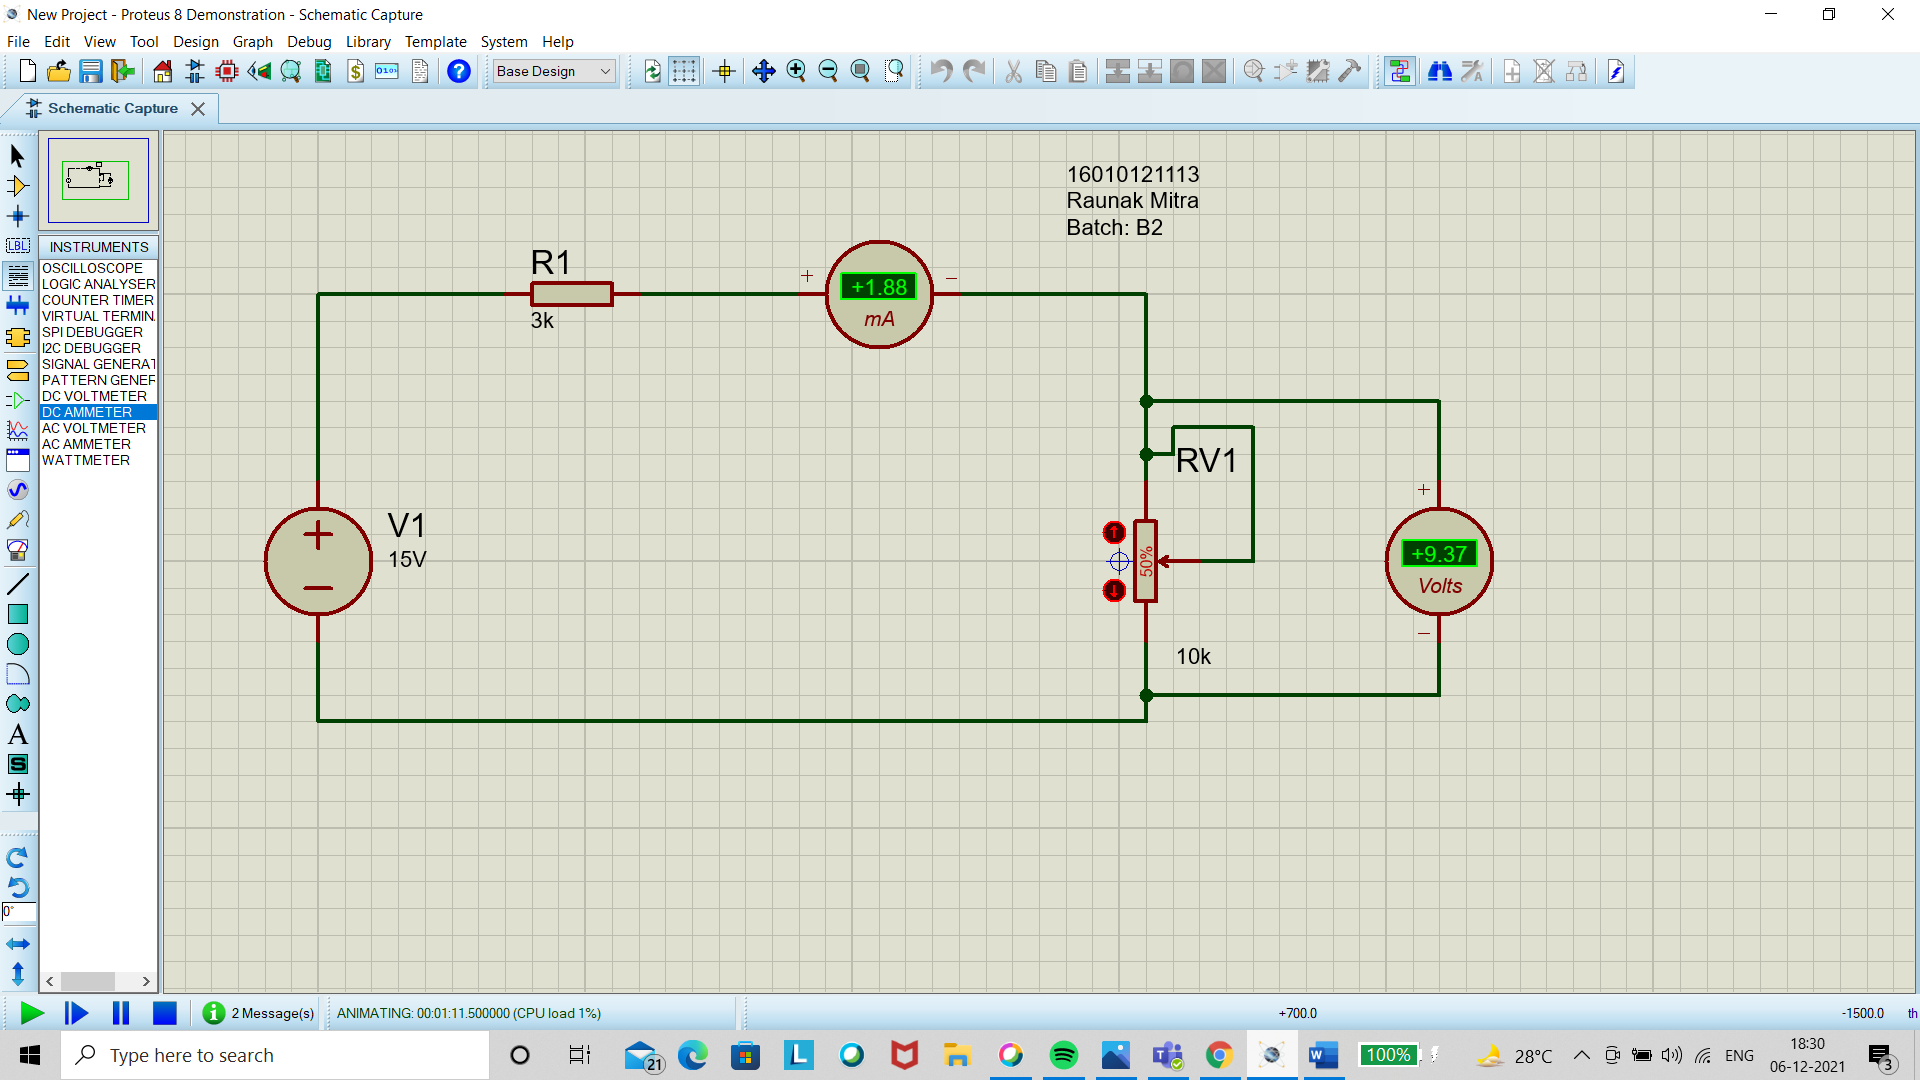 New Project - Proteus 8 Demonstration - Schematic Capture
File Edit View Tool Design Graph Debug Library Template System Help
Base Design
Schematic Capture
16010121113
Raunak Mitra
Batch: B2
INSTRUMENTS
OSCILLOSCOPE
LOGIC ANALYSER
COUNTER TIMER
VIRTUAL TERMIN
SPI DEBUGGER
I2C DEBUGGER
SIGNAL GENERAT
PATTERN GENER
DC VOLTMETER
DC AMMETER
AC VOLTMETER
AC AMMETER
WATTMETER
LBL
R1
3k
+1.88
mA
RV1
50%
10k
V1
15V
+9.37
Volts
A
S
0°
2 Message(s)
ANIMATING: 00:01:11.500000 (CPU load 1%)
+700.0
-1500.0
th
Type here to search
21
100%
28°C
ENG
18:30
06-12-2021
3